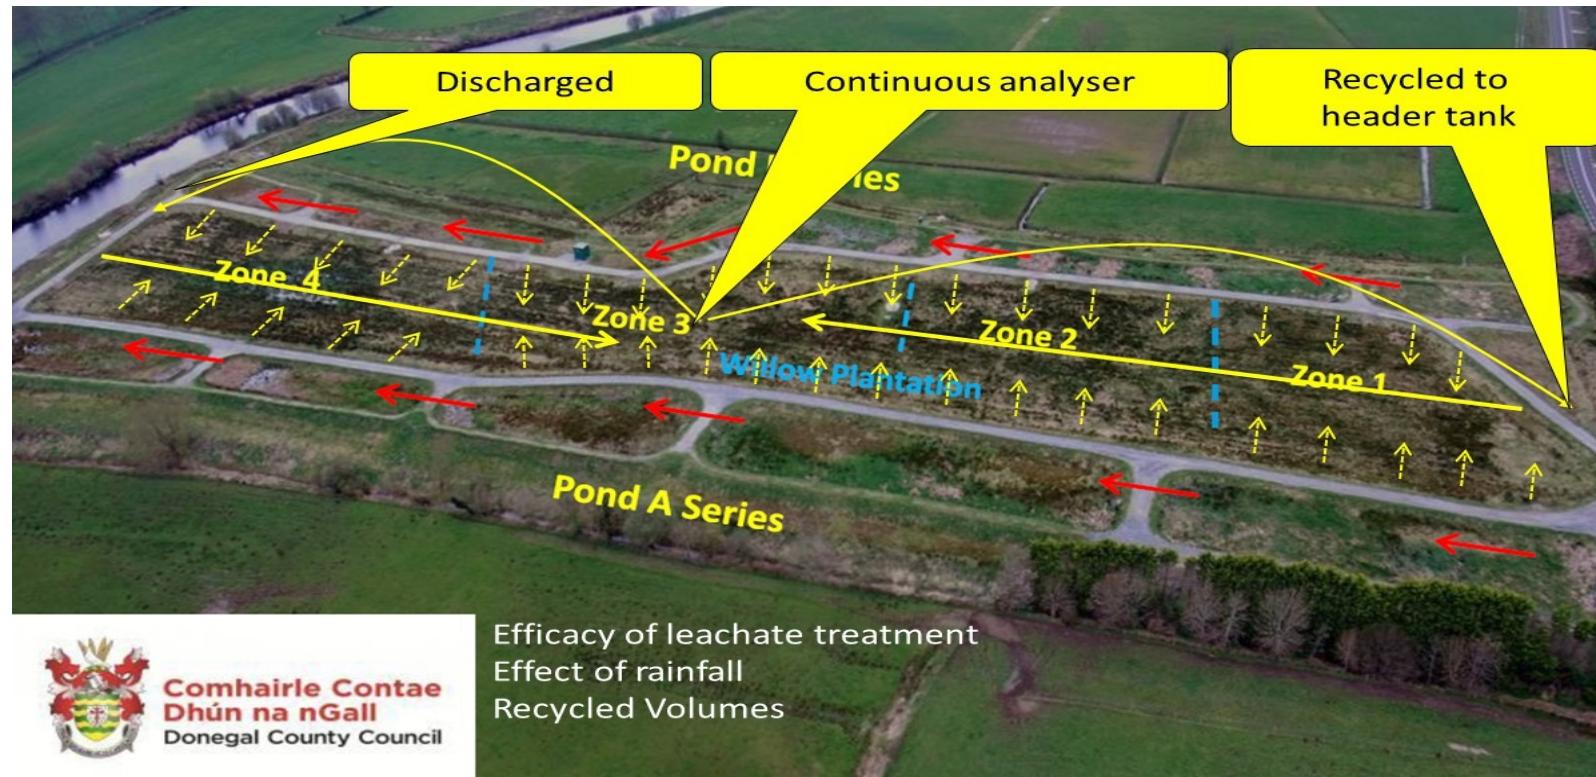 Discharged
Continuous analyser
Recycled to
header tank
Pond
Zone 4
Zone 3
Zone 2
Zone 1
Willow Plantation
Pond A Series
Efficacy of leachate treatment
Effect of rainfall
Recycled Volumes
Comhairle Contae
Dhún na nGall
Donegal County Council